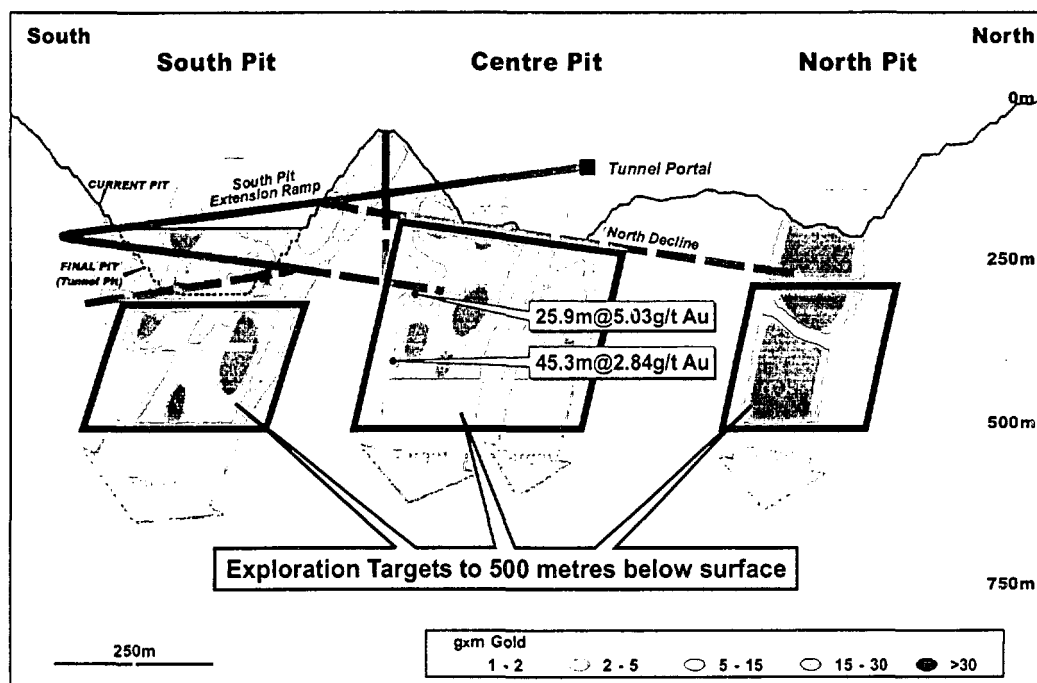 South
North
South Pit
Centre Pit
North Pit
0m
Tunnel Portal
CURRENT PIT
South Pit
Extension Ramp
North Decline
250m
FINAL PIT
(Tunnel Pit)
25.9m@5.03g/t Au
45.3m@2.84g/t Au
500m
Target
Exploration Targets to 500 metres below surface
750m
250m
gxm Gold
1 - 2
2 - 5
5 - 15
15 - 30
>30